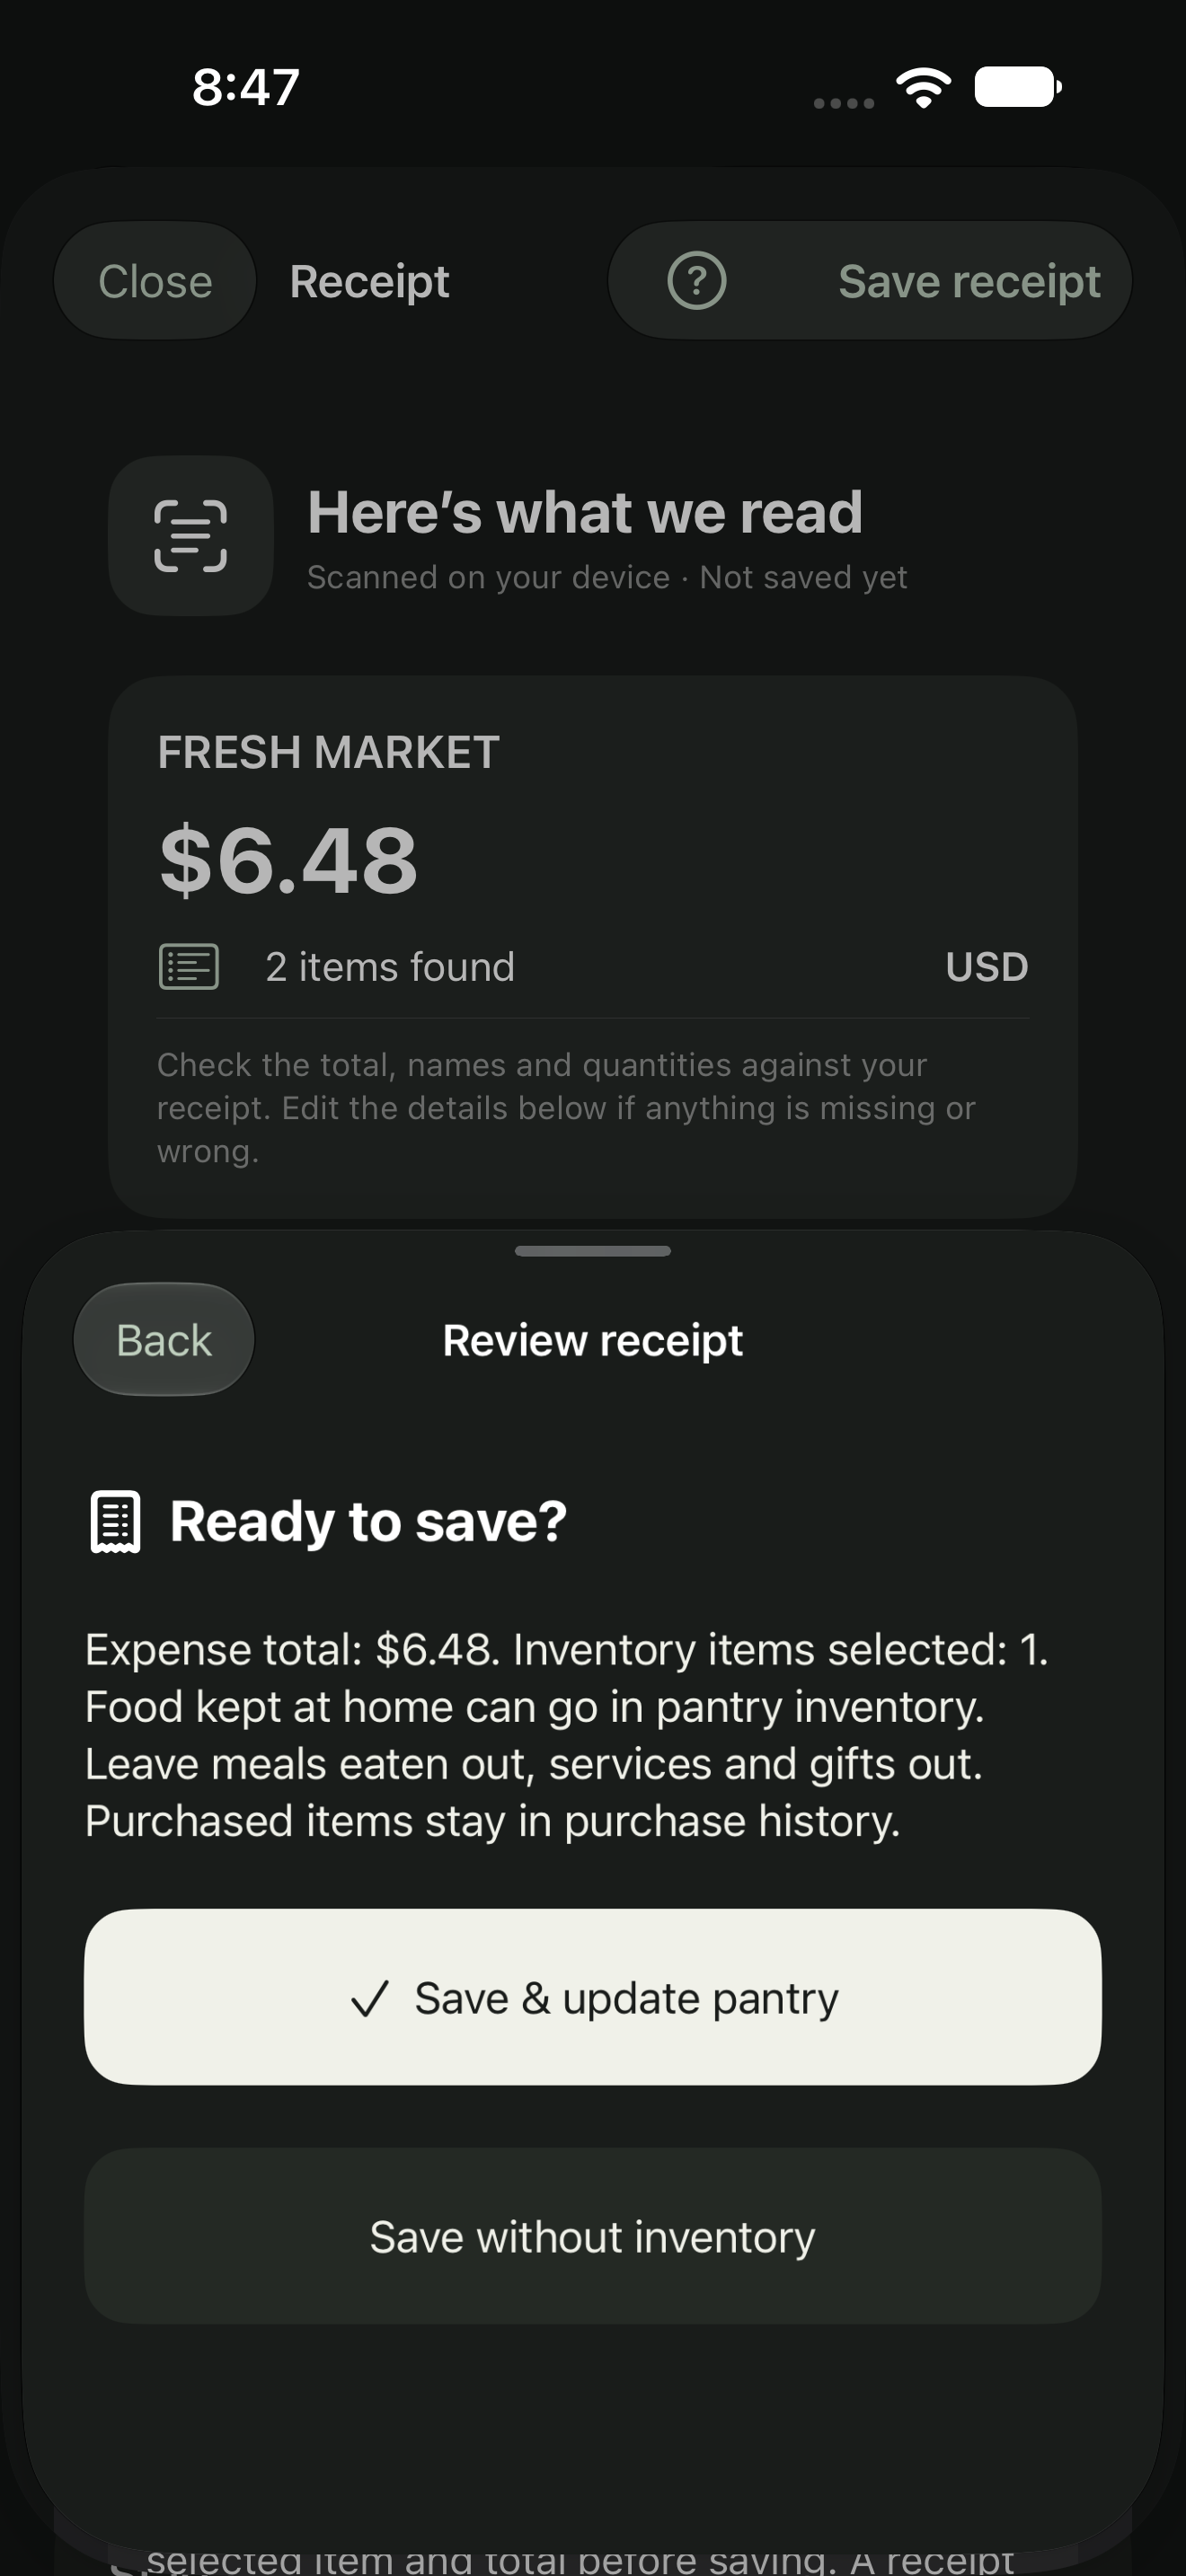 8:47
Close
Receipt
?
Save receipt
Here’s what we read
Scanned on your device · Not saved yet
FRESH MARKET
$6.48
2 items found
USD
Check the total, names and quantities against your
receipt. Edit the details below if anything is missing or
wrong.
Back
Review receipt
Ready to save?
Expense total: $6.48. Inventory items selected: 1.
Food kept at home can go in pantry inventory.
Leave meals eaten out, services and gifts out.
Purchased items stay in purchase history.
✓ Save & update pantry
Save without inventory
selected item and total before saving. A receipt